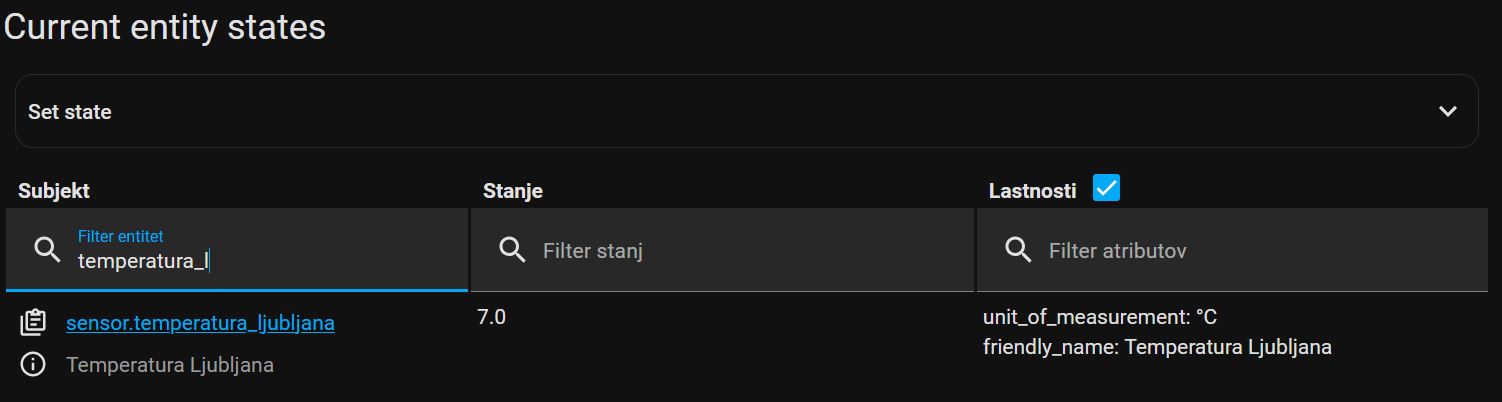 Current entity states
Set state
Subjekt
Stanje
Lastnosti
Filter entitet
temperatura_l
Filter stanj
Filter atributov
sensor.temperatura_ljubljana
Temperatura Ljubljana
7.0
unit_of_measurement: °C
friendly_name: Temperatura Ljubljana